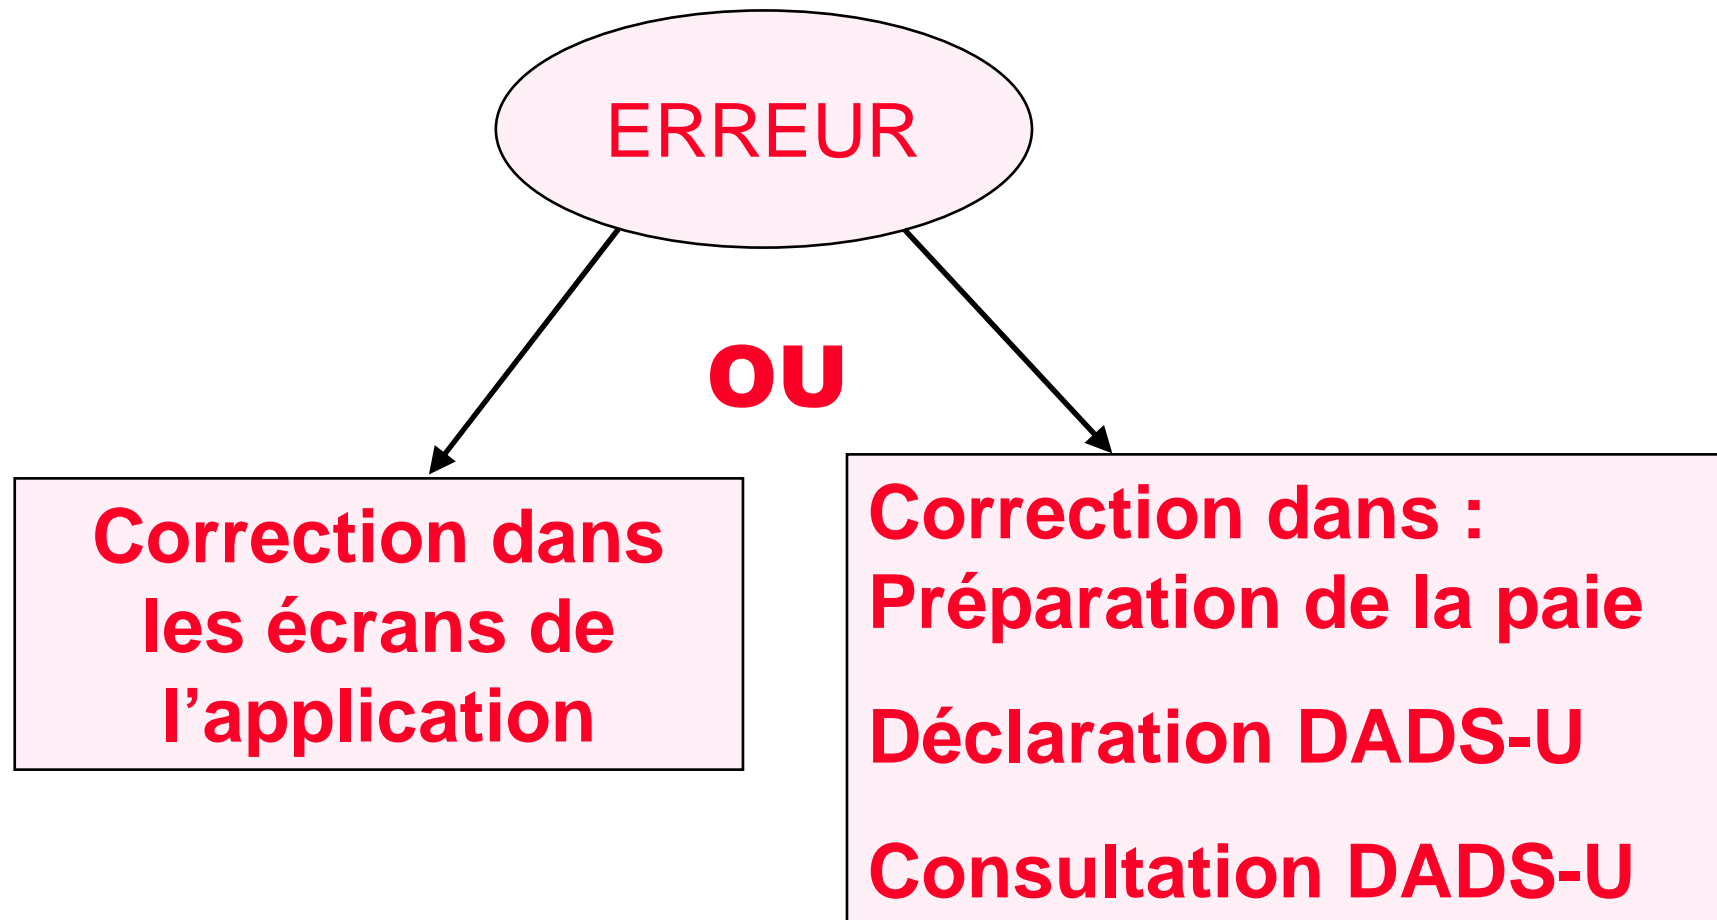 ERREUR
OU
Correction dans
les écrans de
l’application
Correction dans :
Préparation de la paie
Déclaration DADS-U
Consultation DADS-U